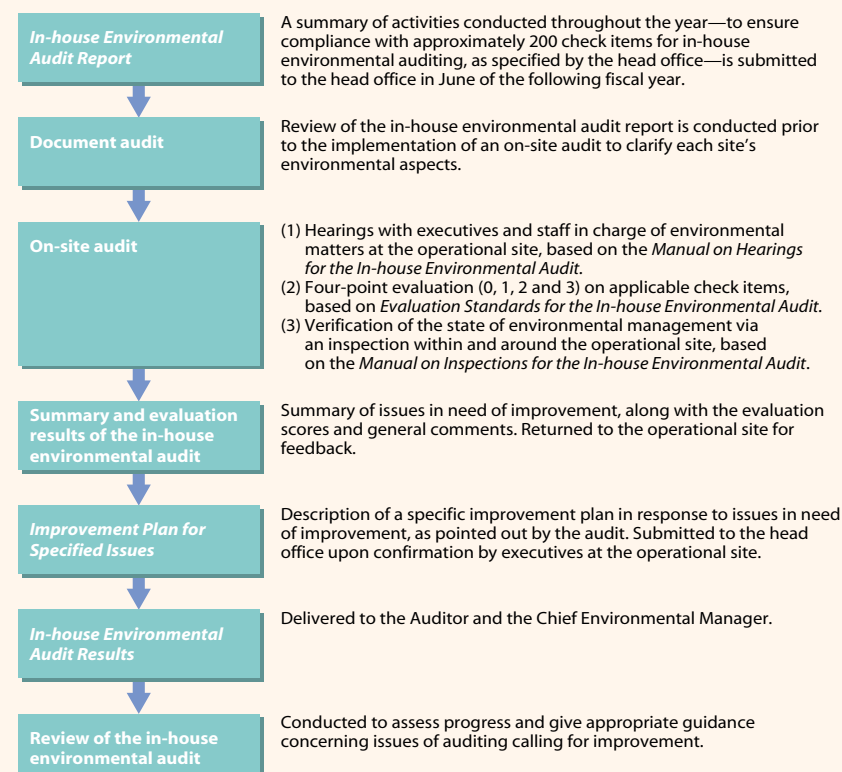 In-house Environmental
Audit Report
A summary of activities conducted throughout the year—to ensure
compliance with approximately 200 check items for in-house
environmental auditing, as specified by the head office—is submitted
to the head office in June of the following fiscal year.
Document audit
Review of the in-house environmental audit report is conducted prior
to the implementation of an on-site audit to clarify each site's
environmental aspects.
On-site audit
(1) Hearings with executives and staff in charge of environmental
matters at the operational site, based on the Manual on Hearings
for the In-house Environmental Audit.
(2) Four-point evaluation (0, 1, 2 and 3) on applicable check items,
based on Evaluation Standards for the In-house Environmental Audit.
(3) Verification of the state of environmental management via
an inspection within and around the operational site, based
on the Manual on Inspections for the In-house Environmental Audit.
Summary and evaluation
results of the in-house
environmental audit
Summary of issues in need of improvement, along with the evaluation
scores and general comments. Returned to the operational site for
feedback.
Improvement Plan for
Specified Issues
Description of a specific improvement plan in response to issues in need
of improvement, as pointed out by the audit. Submitted to the head
office upon confirmation by executives at the operational site.
In-house Environmental
Audit Results
Delivered to the Auditor and the Chief Environmental Manager.
Review of the in-house
environmental audit
Conducted to assess progress and give appropriate guidance
concerning issues of auditing calling for improvement.